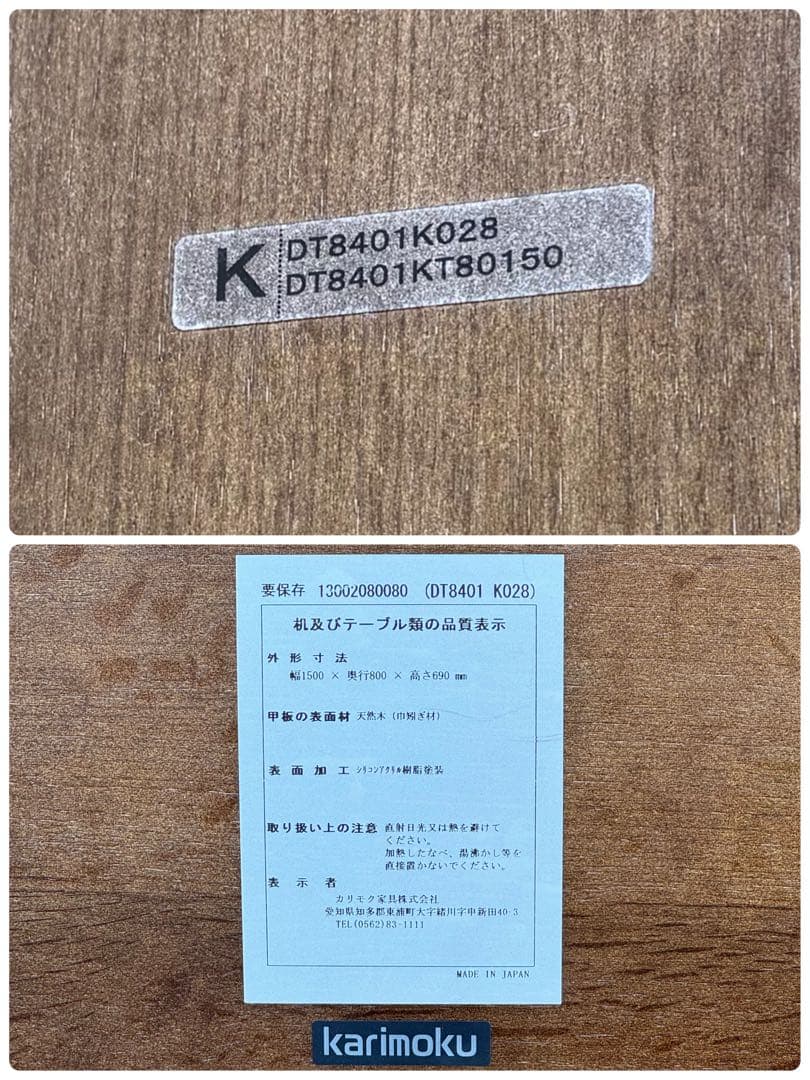 K
DT8401K028
DT8401KT80150
要保存 13002080080 (DT8401 K028)
机及びテーブル類の品質表示
外形寸法
幅1500 × 奥行800 × 高さ690 mm
甲板の表面材 天然木（巾矧ぎ材）
表面加工 ｼﾘｺﾝｱｸﾘﾙ樹脂塗装
取り扱い上の注意 直射日光又は熱を避けて
ください。
加熱したなべ、湯沸かし等を
直接置かないでください。
表示者
カリモク家具株式会社
愛知県知多郡東浦町大字緒川字申新田40-3
TEL(0562)83-1111
MADE IN JAPAN
karimoku